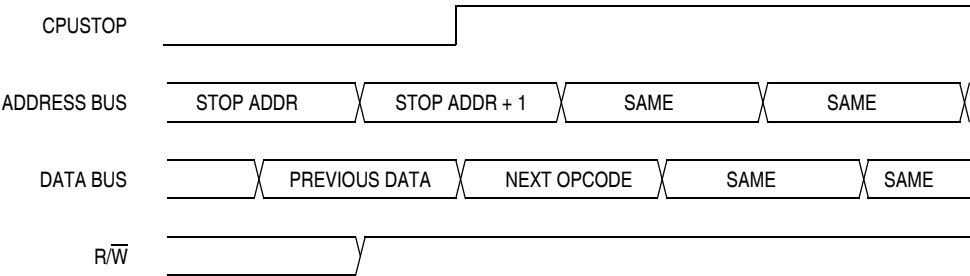 CPUSTOP
ADDRESS BUS STOP ADDR STOP ADDR + 1 SAME SAME
DATA BUS PREVIOUS DATA NEXT OPCODE SAME SAME
R/W̅